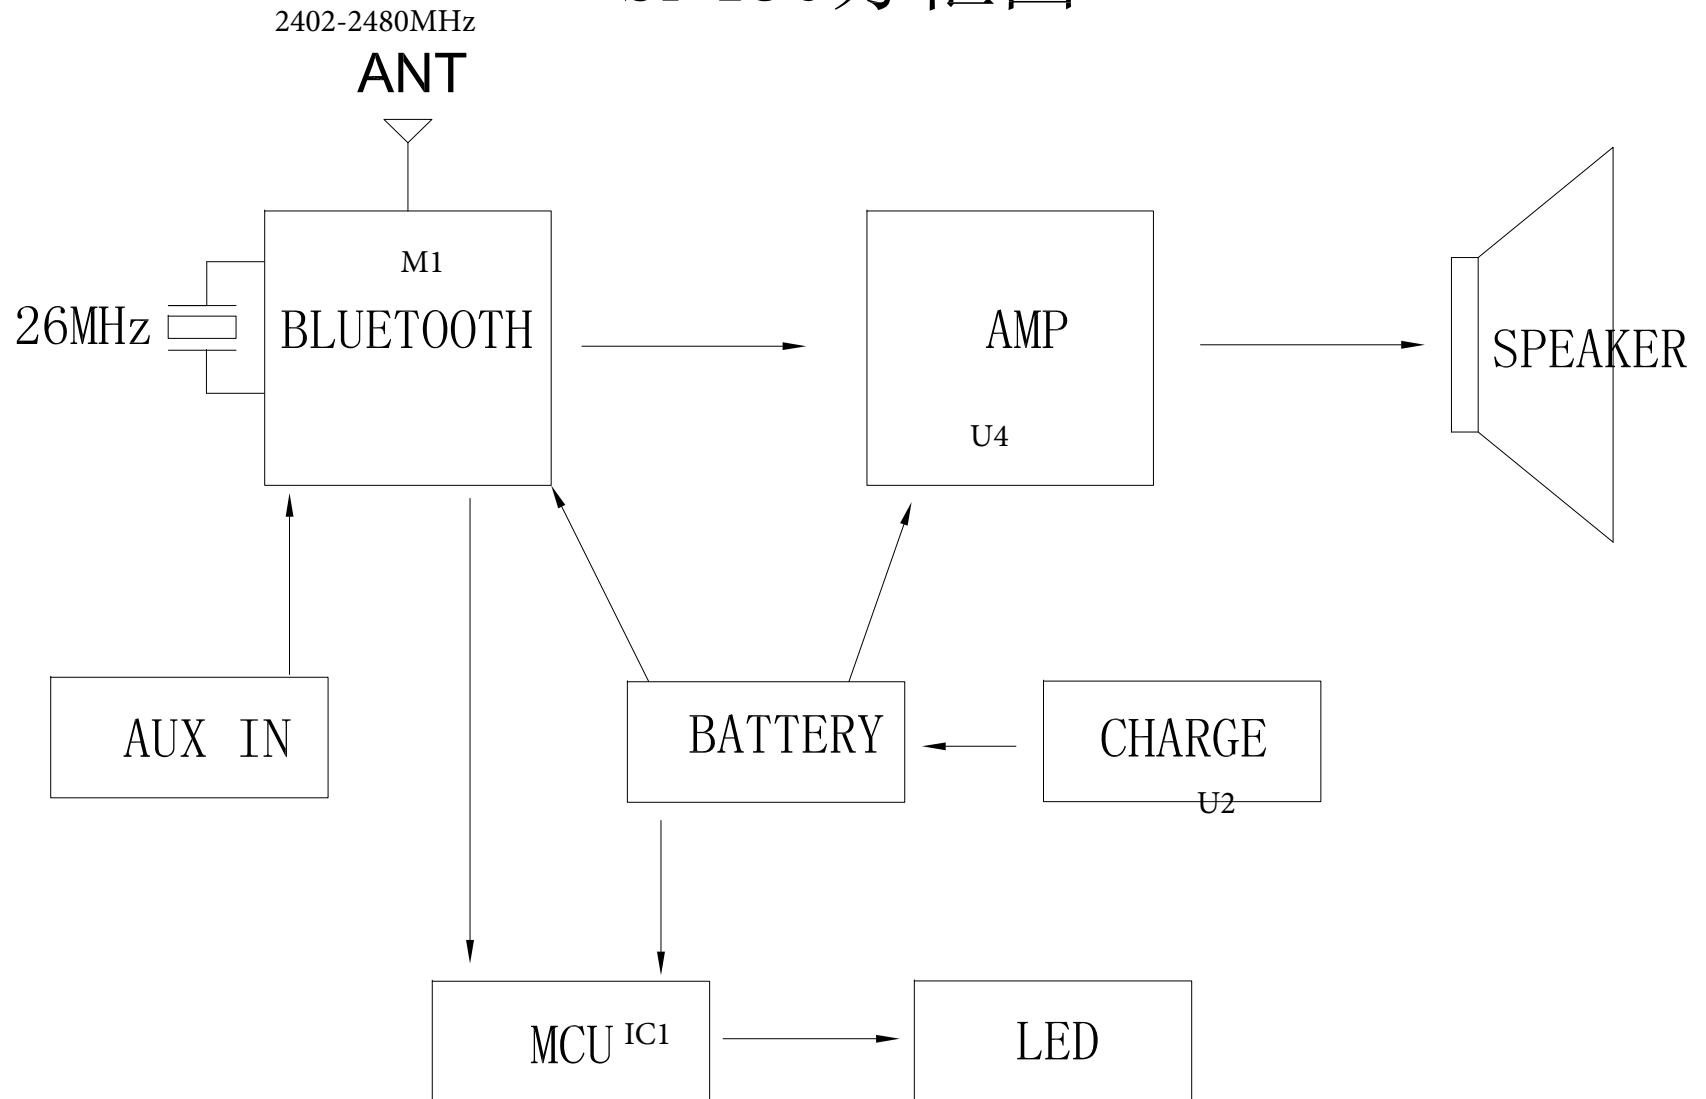 2402-2480MHz
ANT
M1
26MHz
BLUETOOTH
AMP
SPEAKER
U4
AUX IN
BATTERY
CHARGE
U2
MCU IC1
LED